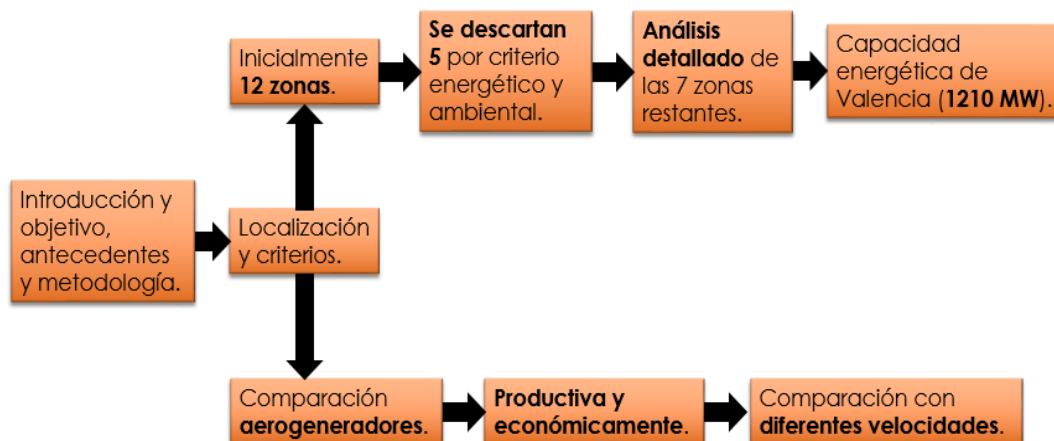 Inicialmente
12 zonas.
Se descartan
5 por criterio
energético y
ambiental.
Análisis
detallado de
las 7 zonas
restantes.
Capacidad
energética de
Valencia (1210 MW).
Introducción y
objetivo,
antecedentes
y metodología.
Localización
y criterios.
Comparación
aerogeneradores.
Productiva y
económicamente.
Comparación con
diferentes velocidades.